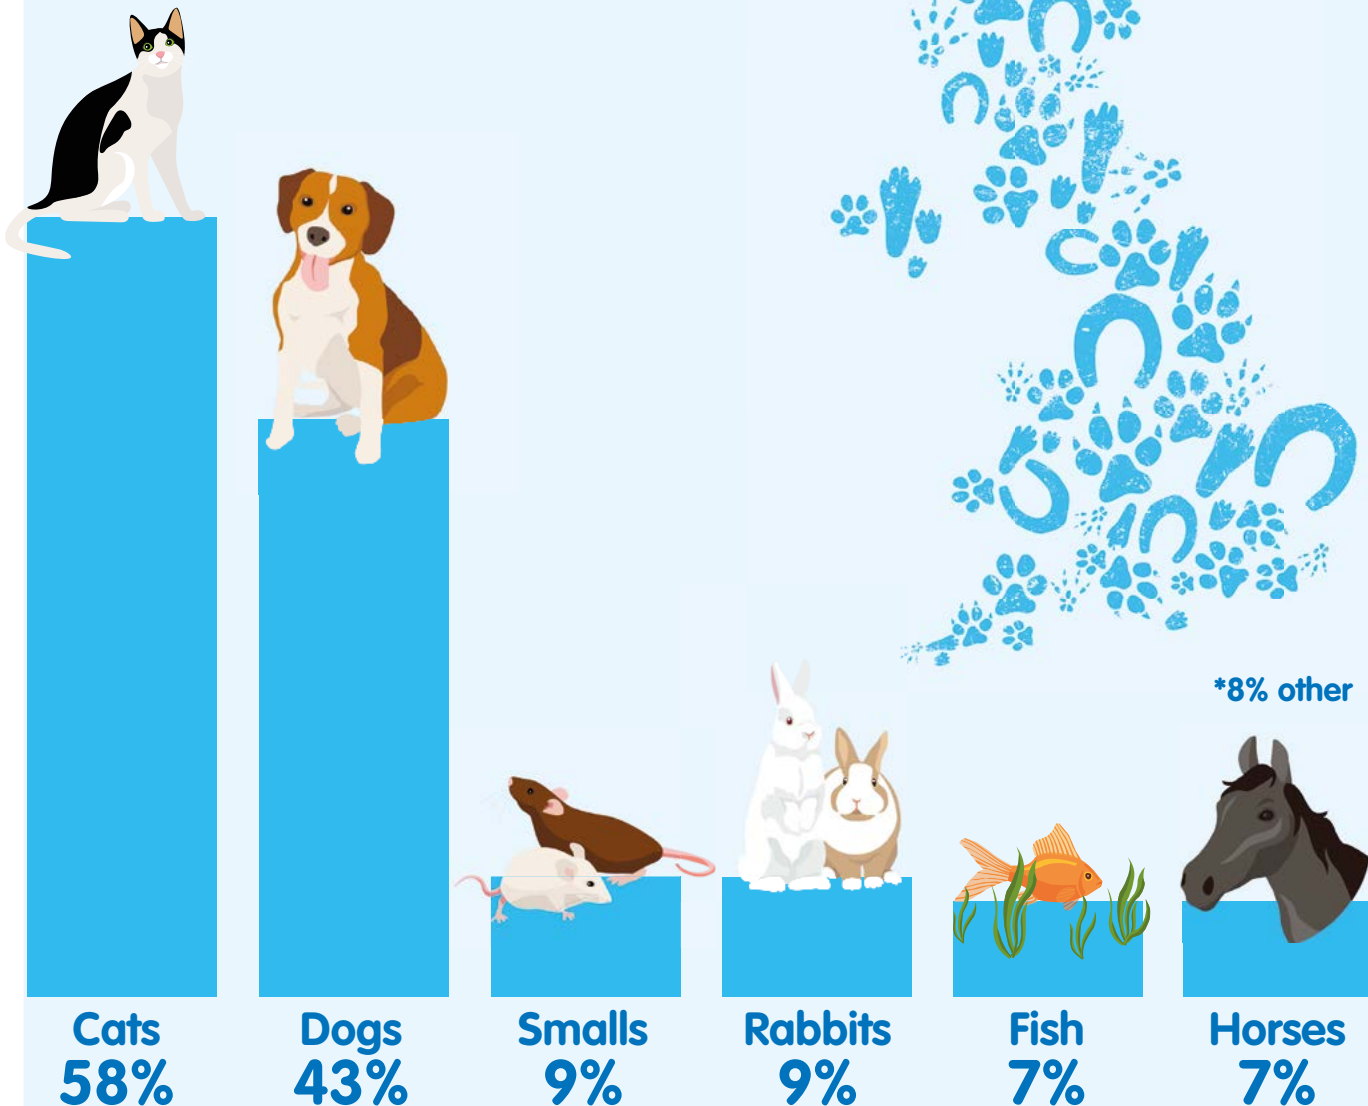 *8% other
Cats
58%
Dogs
43%
Smalls
9%
Rabbits
9%
Fish
7%
Horses
7%